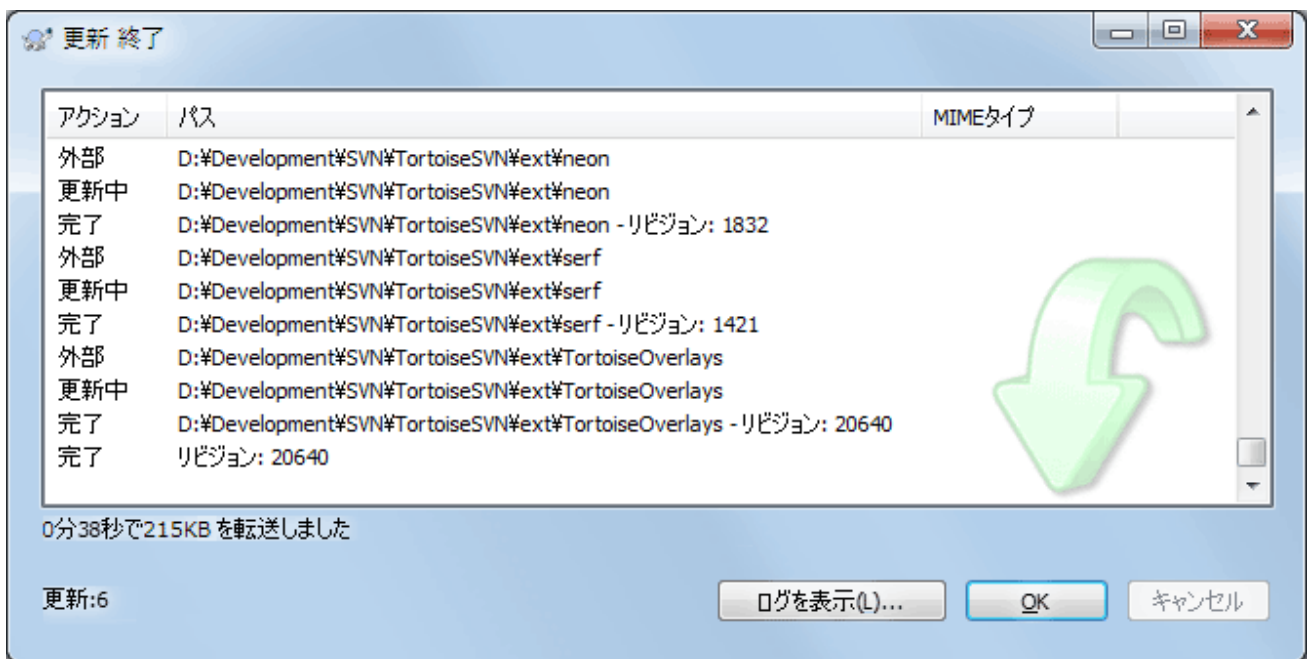 更新 終了
アクション パス MIMEタイプ
外部 D:¥Development¥SVN¥TortoiseSVN¥ext¥neon
更新中 D:¥Development¥SVN¥TortoiseSVN¥ext¥neon
完了 D:¥Development¥SVN¥TortoiseSVN¥ext¥neon - リビジョン: 1832
外部 D:¥Development¥SVN¥TortoiseSVN¥ext¥serf
更新中 D:¥Development¥SVN¥TortoiseSVN¥ext¥serf
完了 D:¥Development¥SVN¥TortoiseSVN¥ext¥serf - リビジョン: 1421
外部 D:¥Development¥SVN¥TortoiseSVN¥ext¥TortoiseOverlays
更新中 D:¥Development¥SVN¥TortoiseSVN¥ext¥TortoiseOverlays
完了 D:¥Development¥SVN¥TortoiseSVN¥ext¥TortoiseOverlays - リビジョン: 20640
完了 リビジョン: 20640
0分38秒で215KB を転送しました
更新:6 ログを表示(L)... OK キャンセル